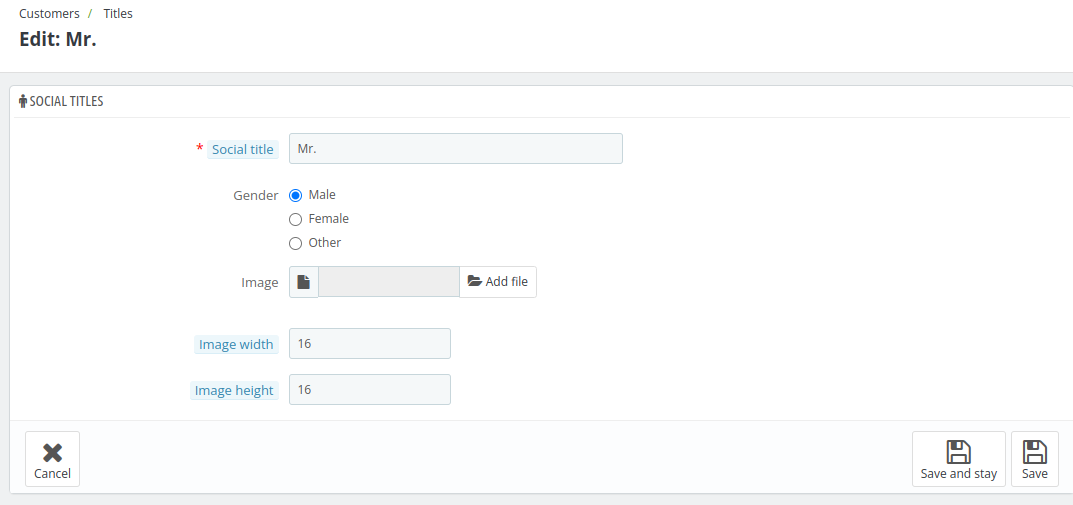 Customers / Titles
Edit: Mr.
SOCIAL TITLES
* Social title Mr.
Gender Male
Female
Other
Image Add file
Image width 16
Image height 16
Cancel Save and stay Save